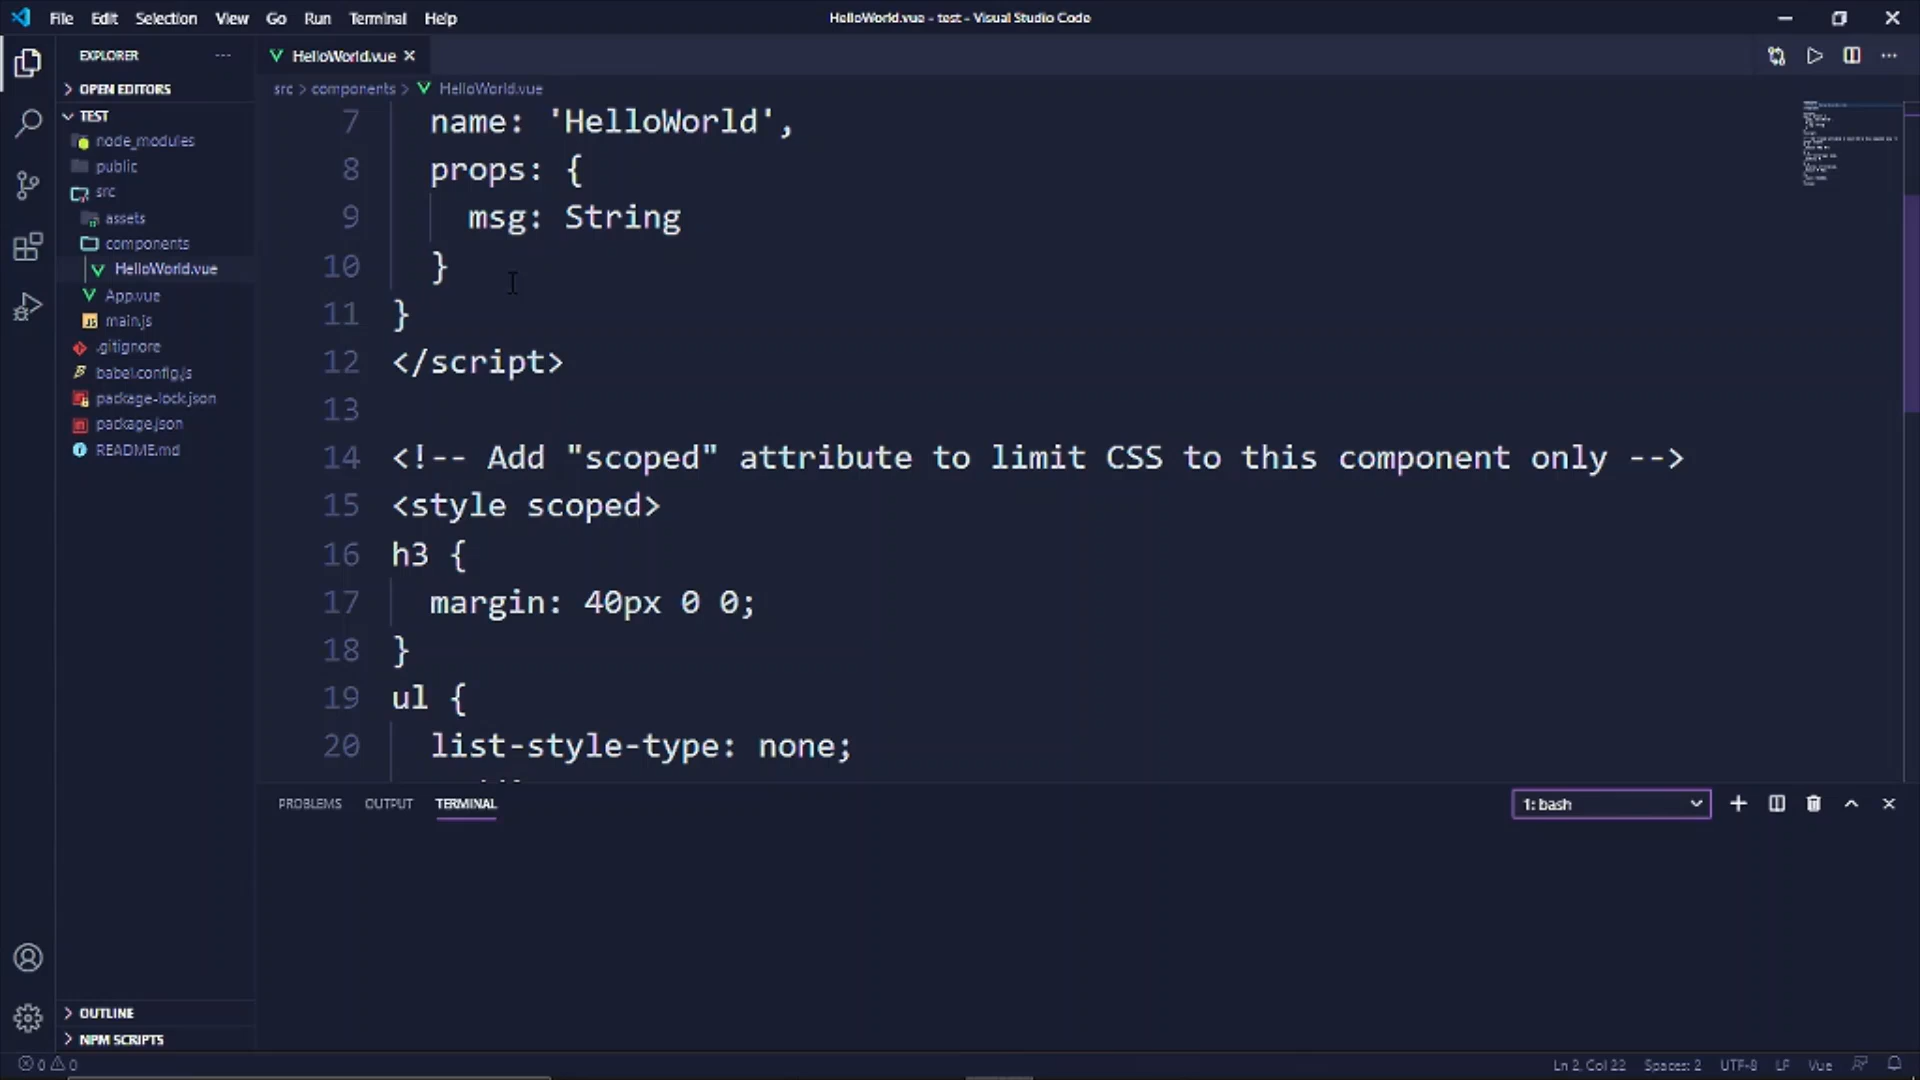 File Edit Selection View Go Run Terminal Help
HelloWorld.vue - test - Visual Studio Code
EXPLORER
HelloWorld.vue
OPEN EDITORS
src > components > HelloWorld.vue
TEST
node_modules
public
src
assets
components
HelloWorld.vue
App.vue
main.js
.gitignore
babel.config.js
package-lock.json
package.json
README.md
7 name: 'HelloWorld',
8 props: {
9 msg: String
10 }
11 }
12 </script>
13
14 <!-- Add "scoped" attribute to limit CSS to this component only -->
15 <style scoped>
16 h3 {
17 margin: 40px 0 0;
18 }
19 ul {
20 list-style-type: none;
PROBLEMS OUTPUT TERMINAL
1: bash
OUTLINE
NPM SCRIPTS
0 0
Ln 2, Col 22 Spaces: 2 UTF-8 LF Vue